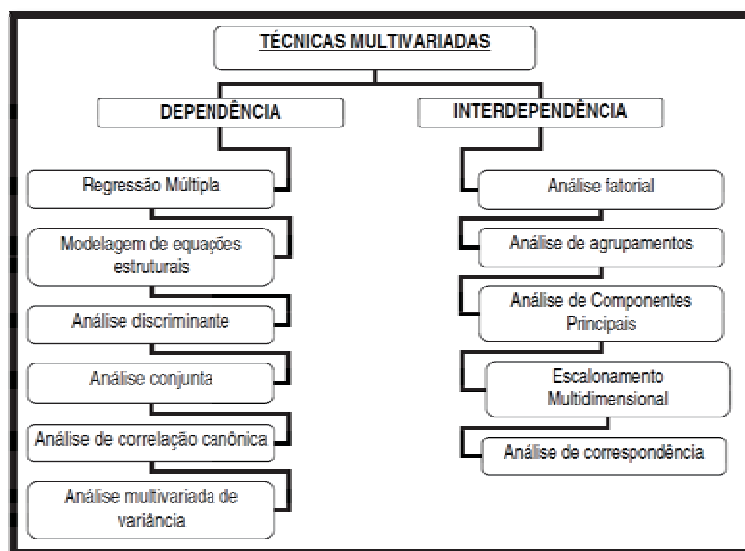 TÉCNICAS MULTIVARIADAS
DEPENDÊNCIA
INTERDEPENDÊNCIA
Regressão Múltipla
Modelagem de equações
estruturais
Análise discriminante
Análise conjunta
Análise de correlação canônica
Análise multivariada de
variância
Análise fatorial
Análise de agrupamentos
Análise de Componentes
Principais
Escalonamento
Multidimensional
Análise de correspondência